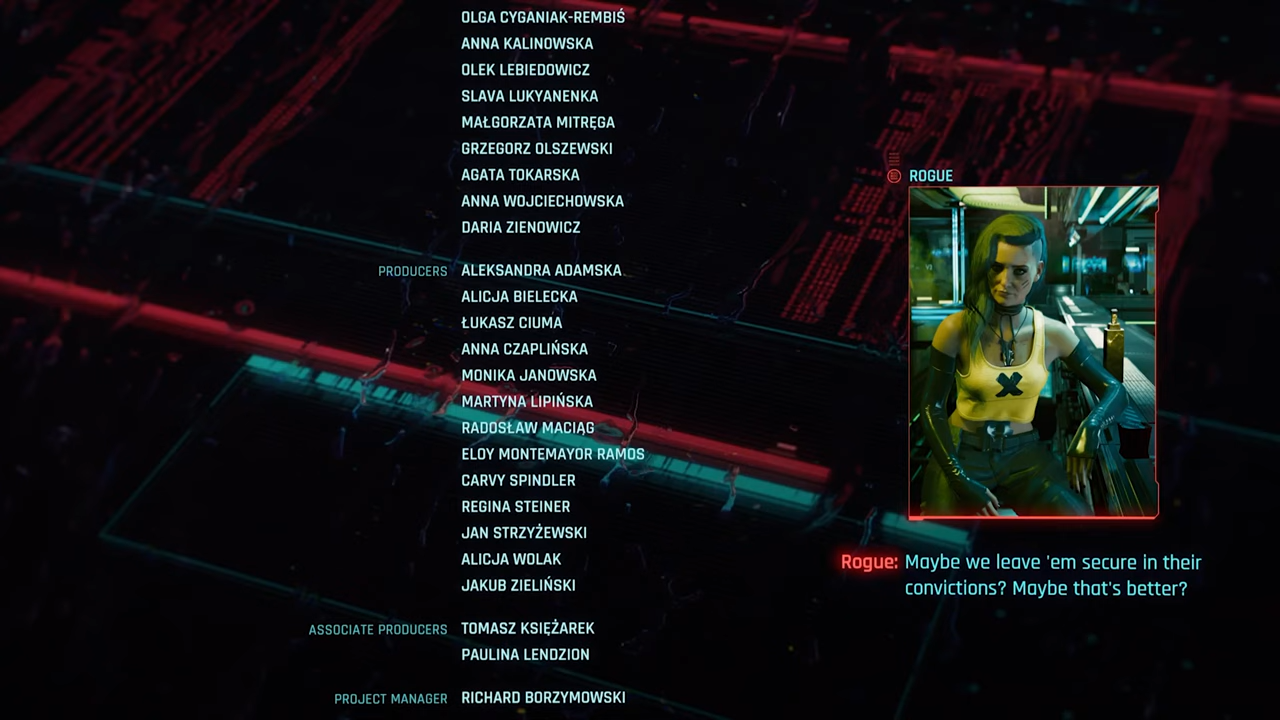 OLGA CYGANIAK-REMBIŚ
ANNA KALINOWSKA
OLEK LEBIEDOWICZ
SLAVA LUKYANENKA
MAŁGORZATA MITRĘGA
GRZEGORZ OLSZEWSKI
AGATA TOKARSKA
ANNA WOJCIECHOWSKA
DARIA ZIENOWICZ
PRODUCERS ALEKSANDRA ADAMSKA
ALICJA BIELECKA
ŁUKASZ CIUMA
ANNA CZAPLIŃSKA
MONIKA JANOWSKA
MARTYNA LIPIŃSKA
RADOSŁAW MACIĄG
ELOY MONTEMAYOR RAMOS
CARVY SPINDLER
REGINA STEINER
JAN STRZYŻEWSKI
ALICJA WOLAK
JAKUB ZIELIŃSKI
ASSOCIATE PRODUCERS TOMASZ KSIĘŻAREK
PAULINA LENDZION
PROJECT MANAGER RICHARD BORZYMOWSKI
ROGUE
Rogue: Maybe we leave 'em secure in their
convictions? Maybe that's better?